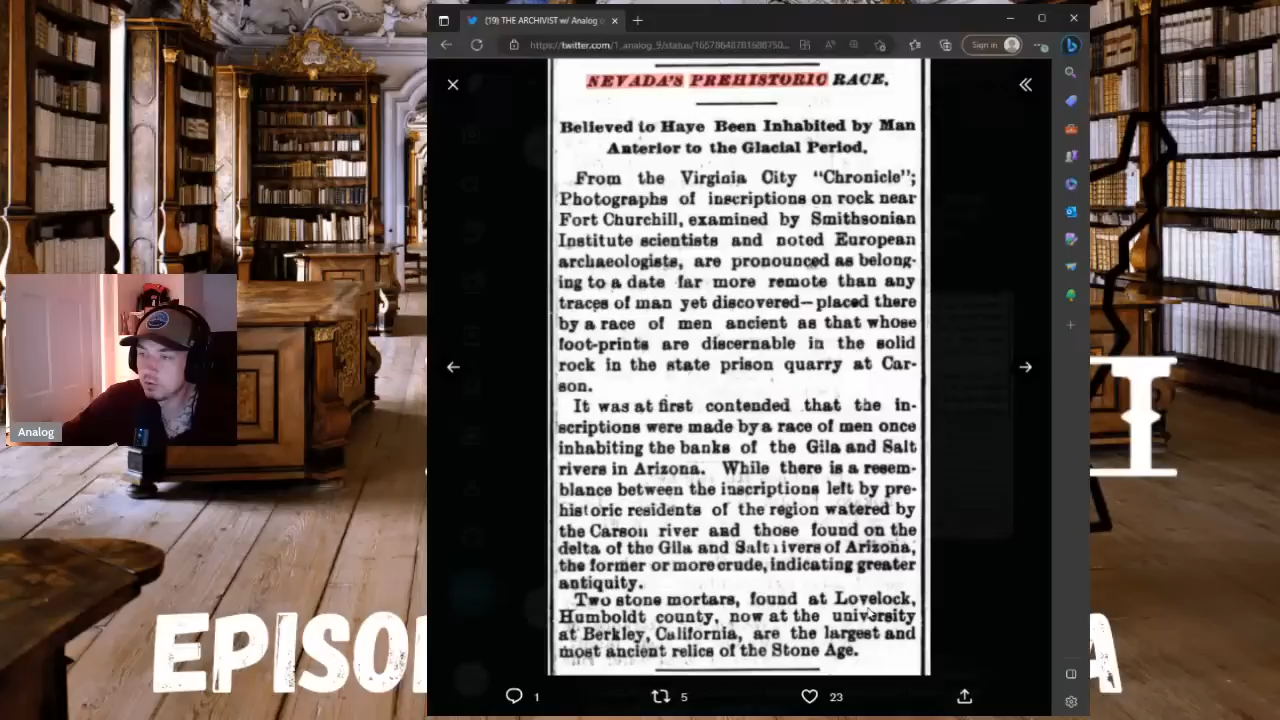 (19) THE ARCHIVIST w/ Analog
https://twitter.com/1_analog_9/status/16578648781688750...
Sign in
NEVADA'S PREHISTORIC RACE.
Believed to Have Been Inhabited by Man
Anterior to the Glacial Period.
From the Virginia City "Chronicle";
Photographs of inscriptions on rock near
Fort Churchill, examined by Smithsonian
Institute scientists and noted European
archaeologists, are pronounced as belong-
ing to a date far more remote than any
traces of man yet discovered—placed there
by a race of men ancient as that whose
foot-prints are discernable in the solid
rock in the state prison quarry at Car-
son.
It was at first contended that the in-
scriptions were made by a race of men once
inhabiting the banks of the Gila and Salt
rivers in Arizona. While there is a resem-
blance between the inscriptions left by pre-
historic residents of the region watered by
the Carson river and those found on the
delta of the Gila and Salt rivers of Arizona,
the former or more crude, indicating greater
antiquity.
Two stone mortars, found at Lovelock,
Humboldt county, now at the university
at Berkley, California, are the largest and
most ancient relics of the Stone Age.
1
5
23
Analog
EPISO
I
A